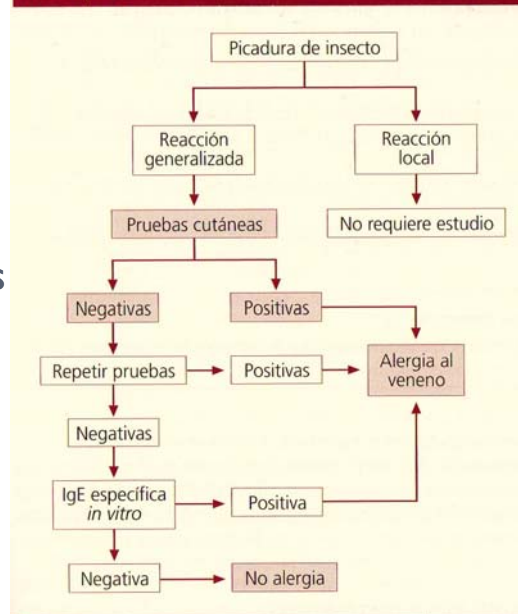 Picadura de insecto
Reacción
generalizada
Reacción
local
Pruebas cutáneas
No requiere estudio
Negativas
Positivas
Repetir pruebas
Positivas
Alergia al
veneno
Negativas
IgE específica
in vitro
Positiva
Negativa
No alergia